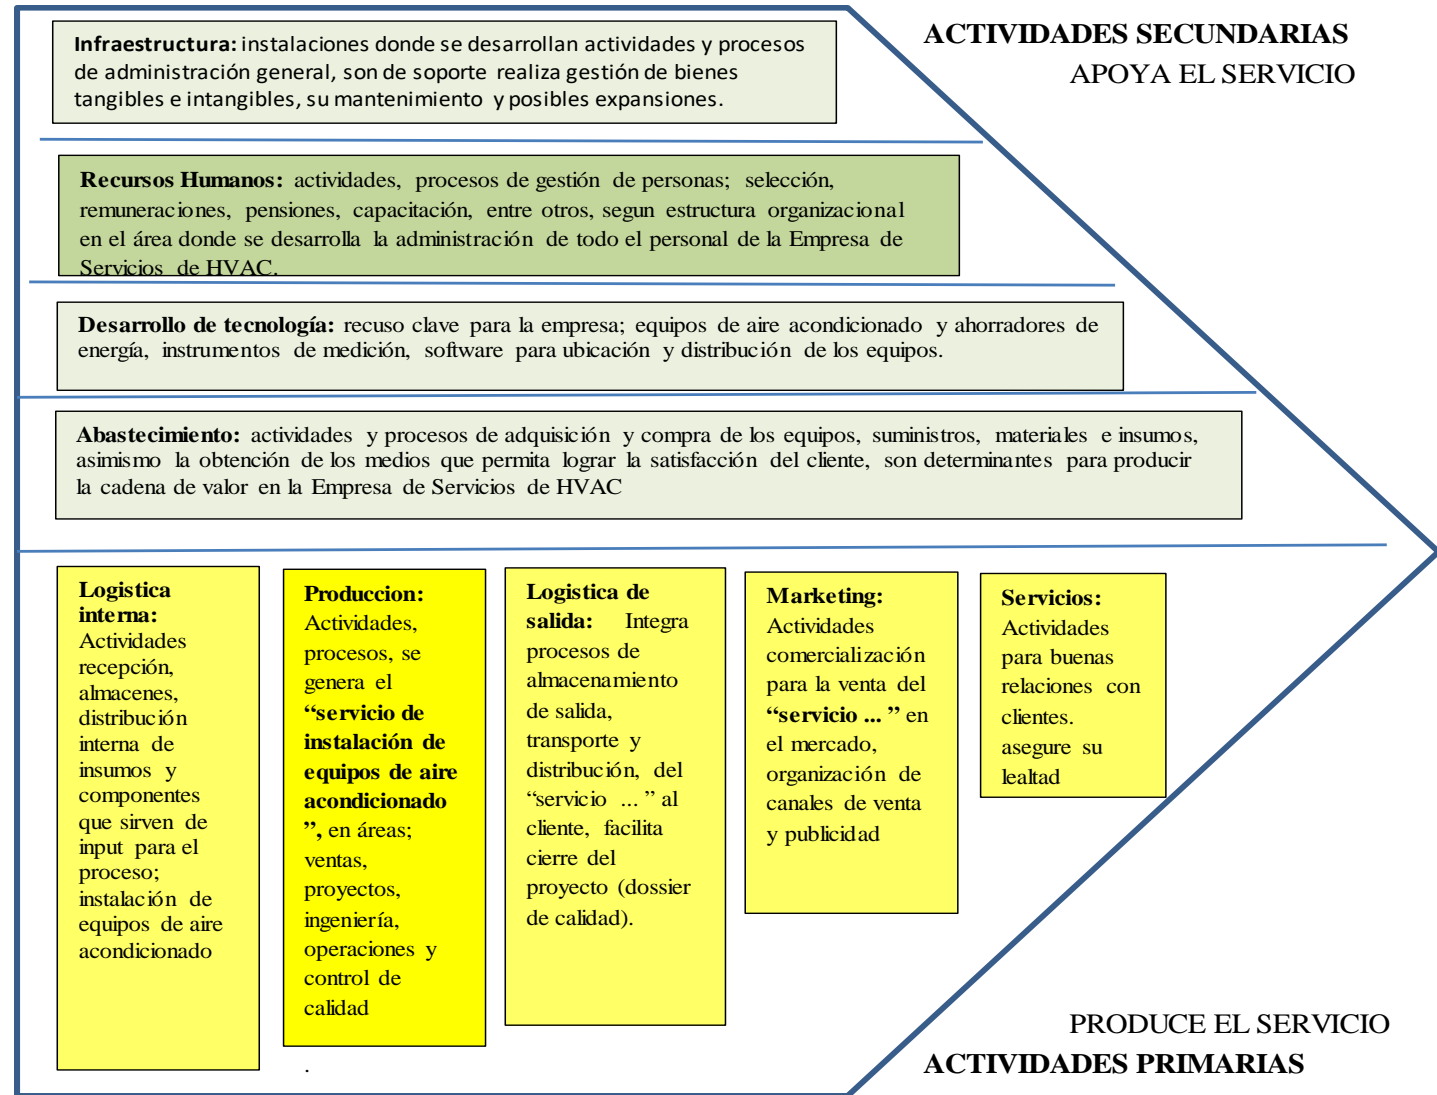 ACTIVIDADES SECUNDARIAS
APOYA EL SERVICIO
Infraestructura: instalaciones donde se desarrollan actividades y procesos
de administración general, son de soporte realiza gestión de bienes
tangibles e intangibles, su mantenimiento y posibles expansiones.
Recursos Humanos: actividades, procesos de gestión de personas; selección,
remuneraciones, pensiones, capacitación, entre otros, segun estructura organizacional
en el área donde se desarrolla la administración de todo el personal de la Empresa de
Servicios de HVAC.
Desarrollo de tecnología: recuso clave para la empresa; equipos de aire acondicionado y ahorradores de
energía, instrumentos de medición, software para ubicación y distribución de los equipos.
Abastecimiento: actividades y procesos de adquisición y compra de los equipos, suministros, materiales e insumos,
asimismo la obtención de los medios que permita lograr la satisfacción del cliente, son determinantes para producir
la cadena de valor en la Empresa de Servicios de HVAC
Logistica
interna:
Actividades
recepción,
almacenes,
distribución
interna de
insumos y
componentes
que sirven de
input para el
proceso;
instalación de
equipos de aire
acondicionado
Produccion:
Actividades,
procesos, se
genera el
“servicio de
instalación de
equipos de aire
acondicionado
”, en áreas;
ventas,
proyectos,
ingeniería,
operaciones y
control de
calidad
.
Logistica de
salida: Integra
procesos de
almacenamiento
de salida,
transporte y
distribución, del
“servicio ... ” al
cliente, facilita
cierre del
proyecto (dossier
de calidad).
Marketing:
Actividades
comercialización
para la venta del
“servicio ... ” en
el mercado,
organización de
canales de venta
y publicidad
Servicios:
Actividades
para buenas
relaciones con
clientes.
asegure su
lealtad
PRODUCE EL SERVICIO
ACTIVIDADES PRIMARIAS